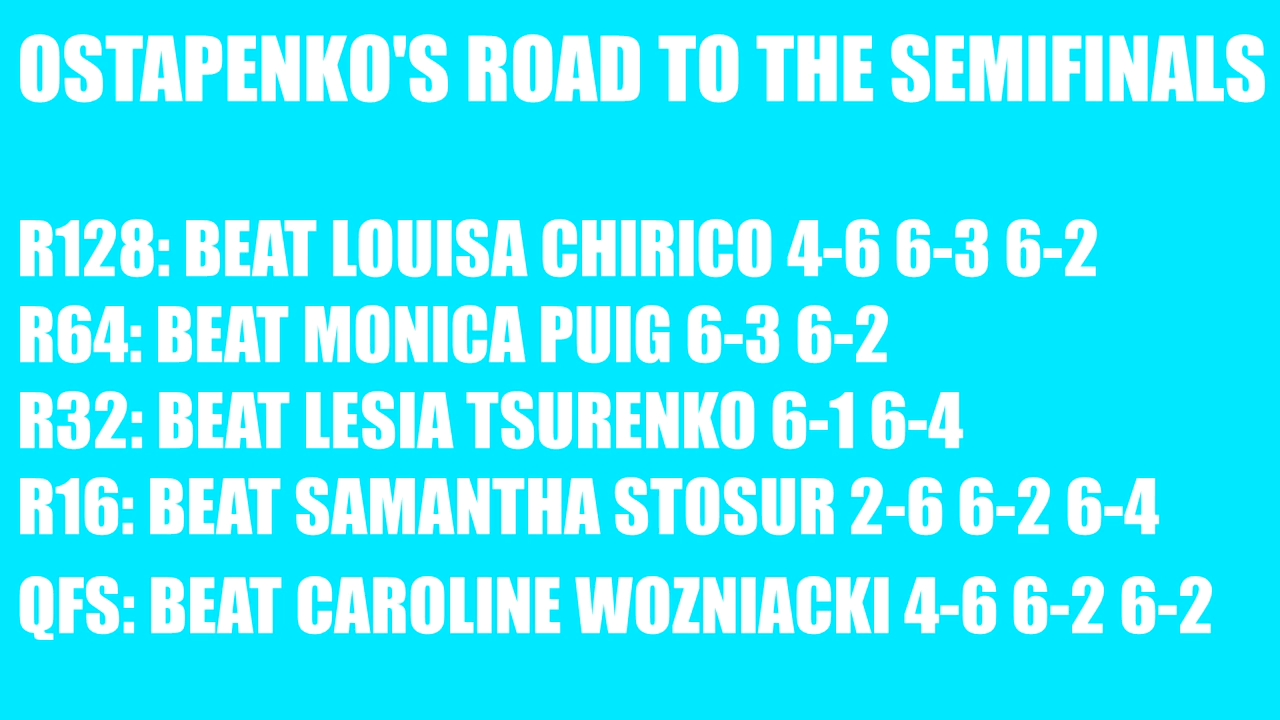 OSTAPENKO'S ROAD TO THE SEMIFINALS
R128: BEAT LOUISA CHIRICO 4-6 6-3 6-2
R64: BEAT MONICA PUIG 6-3 6-2
R32: BEAT LESIA TSURENKO 6-1 6-4
R16: BEAT SAMANTHA STOSUR 2-6 6-2 6-4
QFS: BEAT CAROLINE WOZNIACKI 4-6 6-2 6-2